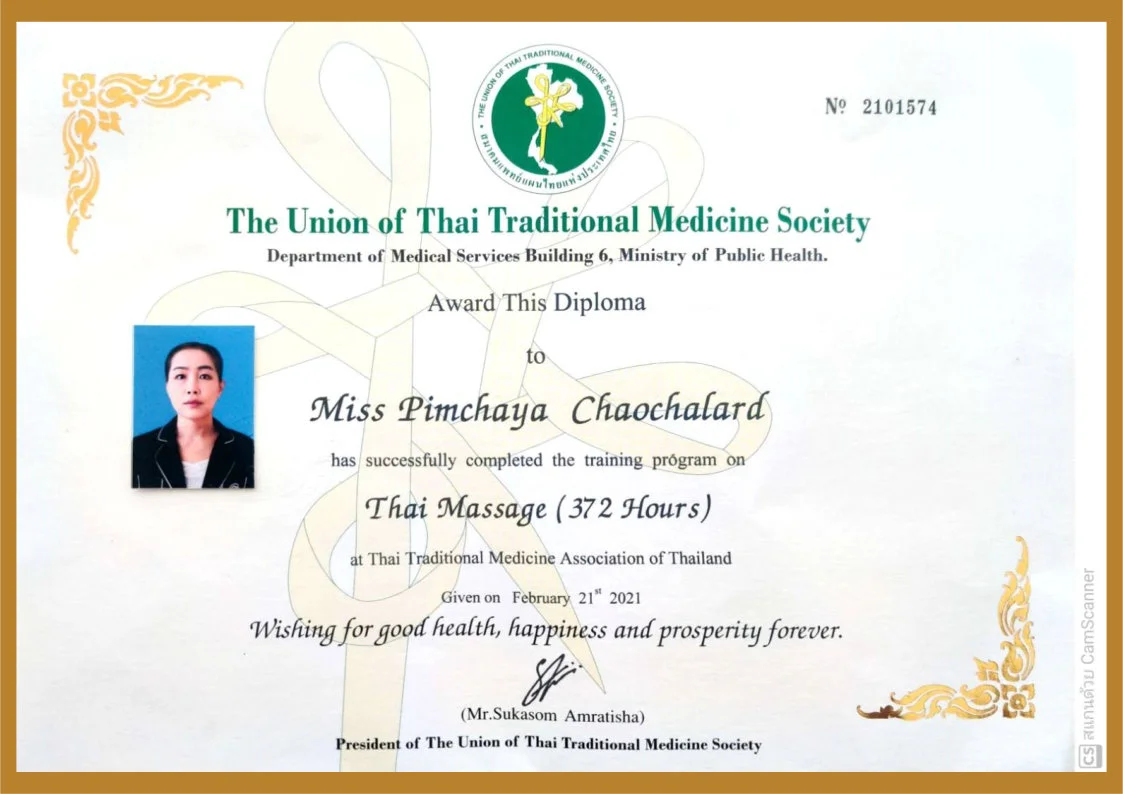 THE UNION OF THAI TRADITIONAL MEDICINE SOCIETY
สมาคมแพทย์แผนไทยแห่งประเทศไทย
Nº 2101574
The Union of Thai Traditional Medicine Society
Department of Medical Services Building 6, Ministry of Public Health.
Award This Diploma
to
Miss Pimchaya Chaochalard
has successfully completed the training program on
Thai Massage (372 Hours)
at Thai Traditional Medicine Association of Thailand
Given on February 21st 2021
Wishing for good health, happiness and prosperity forever.
(Mr.Sukasom Amratisha)
President of The Union of Thai Traditional Medicine Society
CS สแกนด้วย CamScanner